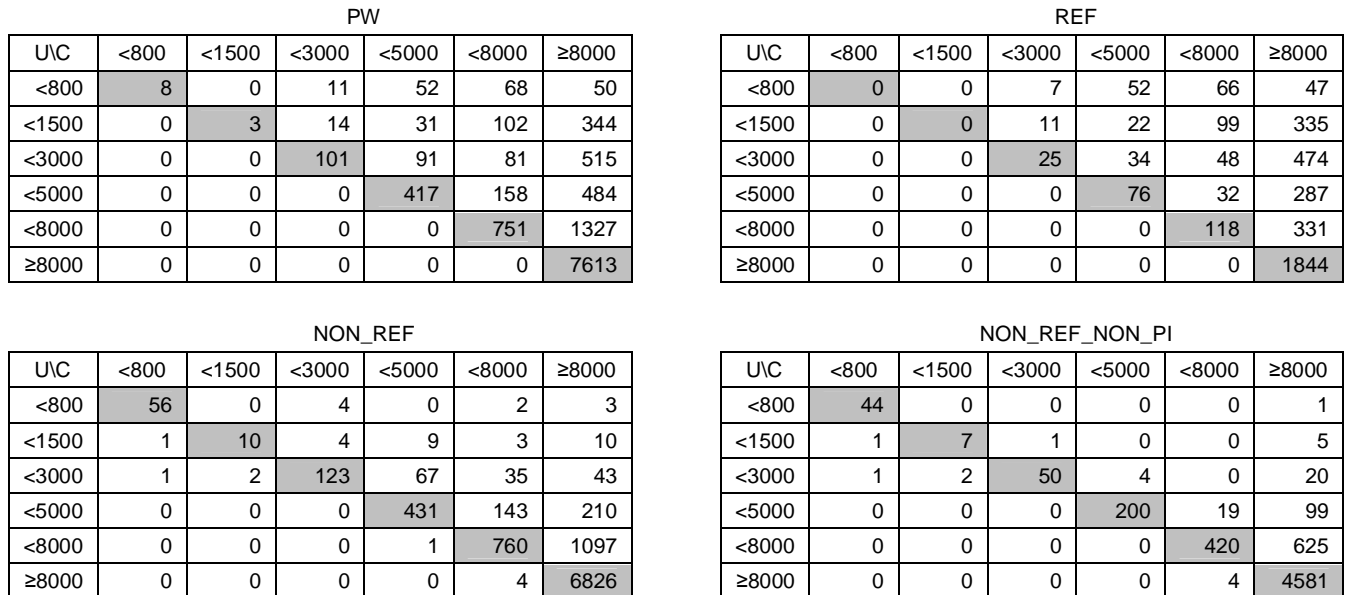 PW
U\C <800 <1500 <3000 <5000 <8000 ≥8000
<800 8 0 11 52 68 50
<1500 0 3 14 31 102 344
<3000 0 0 101 91 81 515
<5000 0 0 0 417 158 484
<8000 0 0 0 0 751 1327
≥8000 0 0 0 0 0 7613
REF
U\C <800 <1500 <3000 <5000 <8000 ≥8000
<800 0 0 7 52 66 47
<1500 0 0 11 22 99 335
<3000 0 0 25 34 48 474
<5000 0 0 0 76 32 287
<8000 0 0 0 0 118 331
≥8000 0 0 0 0 0 1844
NON_REF
U\C <800 <1500 <3000 <5000 <8000 ≥8000
<800 56 0 4 0 2 3
<1500 1 10 4 9 3 10
<3000 1 2 123 67 35 43
<5000 0 0 0 431 143 210
<8000 0 0 0 1 760 1097
≥8000 0 0 0 0 4 6826
NON_REF_NON_PI
U\C <800 <1500 <3000 <5000 <8000 ≥8000
<800 44 0 0 0 0 1
<1500 1 7 1 0 0 5
<3000 1 2 50 4 0 20
<5000 0 0 0 200 19 99
<8000 0 0 0 0 420 625
≥8000 0 0 0 0 4 4581